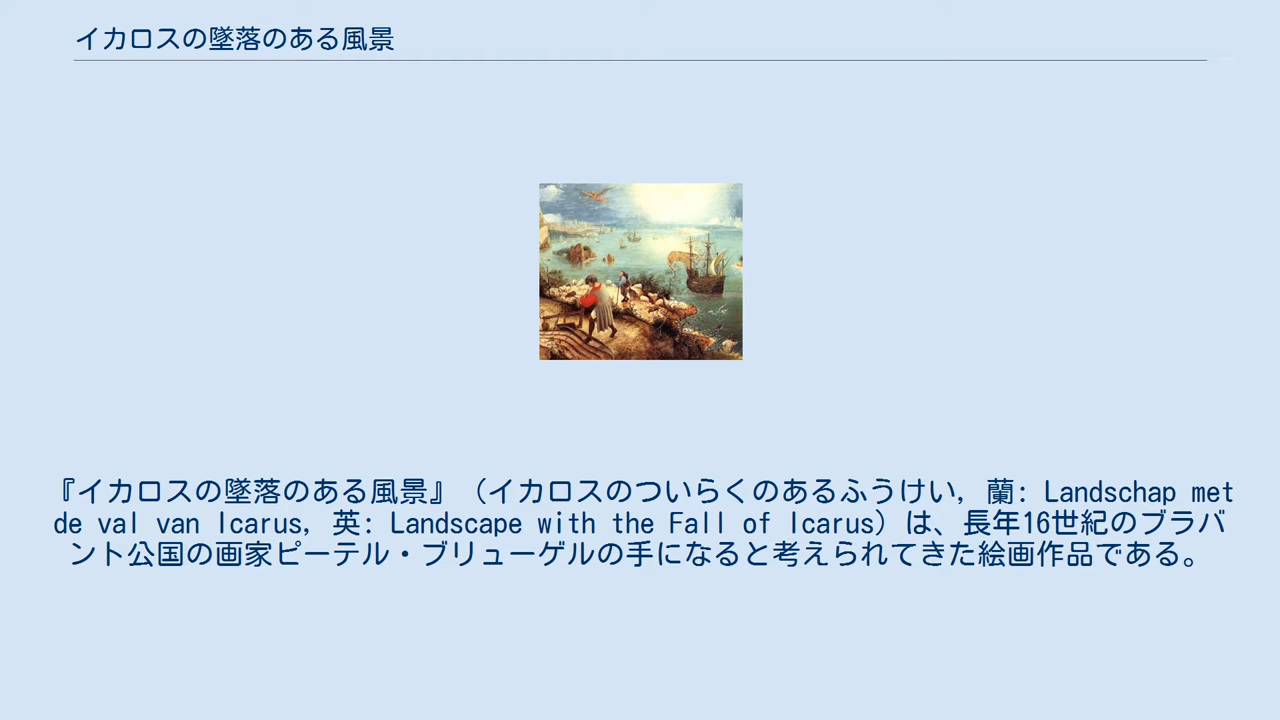 イカロスの墜落のある風景
『イカロスの墜落のある風景』（イカロスのついらくのあるふうけい, 蘭: Landschap met
de val van Icarus, 英: Landscape with the Fall of Icarus）は、長年16世紀のブラバ
ント公国の画家ピーテル・ブリューゲルの手になると考えられてきた絵画作品である。